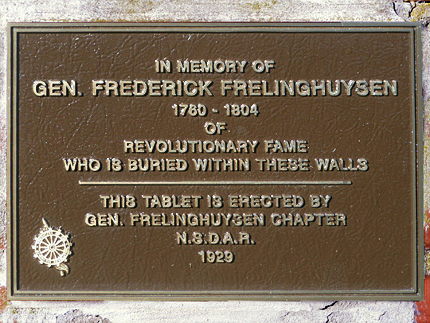 IN MEMORY OF
GEN. FREDERICK FRELINGHUYSEN
1760 - 1804
OF
REVOLUTIONARY FAME
WHO IS BURIED WITHIN THESE WALLS
THIS TABLET IS ERECTED BY
GEN. FRELINGHUYSEN CHAPTER
N.S.D.A.R.
1929